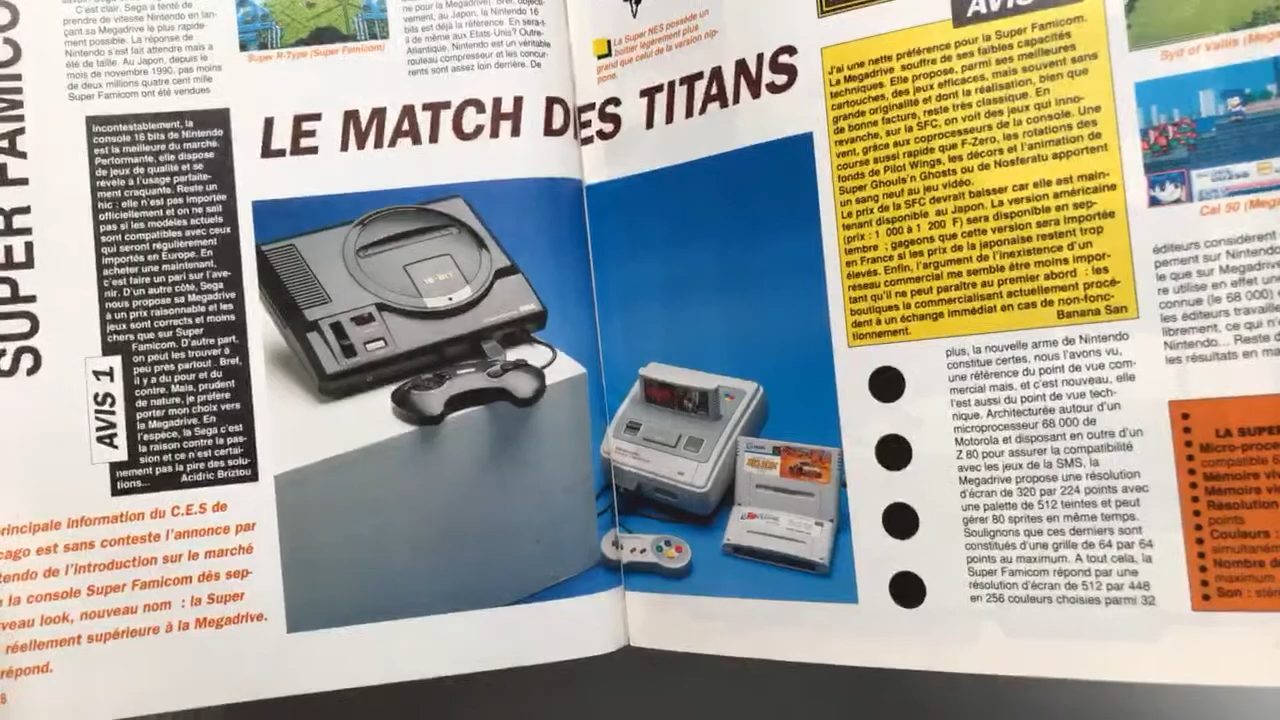 SUPER FAMICO
C'est clair, Sega a tenté de
prendre de vitesse Nintendo en lan-
çant sa Megadrive le plus rapide-
ment possible. La réponse de
Nintendo s'est fait attendre mais a
été de taille. Au Japon, depuis le
mois de novembre 1990, pas moins
de deux millions quatre cent mille
Super Famicom ont été vendues
Super R-Type (Super Famicom)
ne pour la Megadrive). Bref, objecti-
vement, au Japon, la Nintendo 16
bits est déjà la référence. En sera-t-
il de même aux Etats-Unis? Outre-
Atlantique, Nintendo est un véritable
rouleau compresseur et les concur-
rents sont assez loin derrière. De
La Super NES possède un
boîtier légèrement plus
grand que celui de la version nip-
pone.
LE MATCH DES TITANS
Incontestablement, la
console 16 bits de Nintendo
est la meilleure du marché.
Performante, elle dispose
de jeux de qualité et se
révèle à l'usage parfaite-
ment craquante. Reste un
hic : elle n'est pas importée
officiellement et on ne sait
pas si les modèles actuels
sont compatibles avec ceux
qui seront régulièrement
importés en Europe. En
acheter une maintenant,
c'est faire un pari sur l'ave-
nir. D'un autre côté, Sega
nous propose sa Megadrive
à un prix raisonnable et les
jeux sont corrects et moins
chers que sur Super
Famicom. D'autre part,
on peut les trouver à
peu près partout. Bref,
il y a du pour et du
contre. Mais, prudent
de nature, je préfère
porter mon choix vers
la Megadrive. En
l'espèce, la Sega c'est
la raison contre la pas-
sion et ce n'est certai-
nement pas la pire des solu-
tions... Acidric Briztou
AVIS 1
rincipale information du C.E.S de
cago est sans conteste l'annonce par
tendo de l'introduction sur le marché
la console Super Famicom dès sep-
veau look, nouveau nom : la Super
réellement supérieure à la Megadrive.
répond.
16-BIT
AVIS
J'ai une nette préférence pour la Super Famicom.
La Megadrive souffre de ses faibles capacités
techniques. Elle propose, parmi ses meilleures
cartouches, des jeux efficaces, mais souvent sans
grande originalité et dont la réalisation, bien que
de bonne facture, reste très classique. En
revanche, sur la SFC, on voit des jeux qui inno-
vent, grâce aux coprocesseurs de la console. Une
course aussi rapide que F-Zero, les rotations des
fonds de Pilot Wings, les décors et l'animation de
Super Ghouls'n Ghosts ou de Nosferatu apportent
un sang neuf au jeu vidéo.
Le prix de la SFC devrait baisser car elle est main-
tenant disponible au Japon. La version américaine
(prix : 1 000 à 1 200 F) sera disponible en sep-
tembre ; gageons que cette version sera importée
en France si les prix de la japonaise restent trop
élevés. Enfin, l'argument de l'inexistence d'un
réseau commercial me semble être moins impor-
tant qu'il ne peut paraître au premier abord : les
boutiques la commercialisant actuellement procé-
dent à un échange immédiat en cas de non-fonc-
tionnement. Banana San
plus, la nouvelle arme de Nintendo
constitue certes, nous l'avons vu,
une référence du point de vue com-
mercial mais, et c'est nouveau, elle
l'est aussi du point de vue tech-
nique. Architecturée autour d'un
microprocesseur 68 000 de
Motorola et disposant en outre d'un
Z 80 pour assurer la compatibilité
avec les jeux de la SMS, la
Megadrive propose une résolution
d'écran de 320 par 224 points avec
une palette de 512 teintes et peut
gérer 80 sprites en même temps.
Soulignons que ces derniers sont
constitués d'une grille de 64 par 64
points au maximum. A tout cela, la
Super Famicom répond par une
résolution d'écran de 512 par 448
en 256 couleurs choisies parmi 32
Syd of Valis (Mega
Cal 50 (Meg
éditeurs considèrent
pement sur Nintendo
le que sur Megadrive
re utilise en effet un
connue (le 68 000)
les éditeurs travaille
librement, ce qui n'
Nintendo... Reste
les résultats en ma
LA SUPER
Micro-proce
compatible 6
Mémoire vi
Mémoire vi
Résolution
points
Couleurs :
simultané
Nombre de
maximum
Son : sté